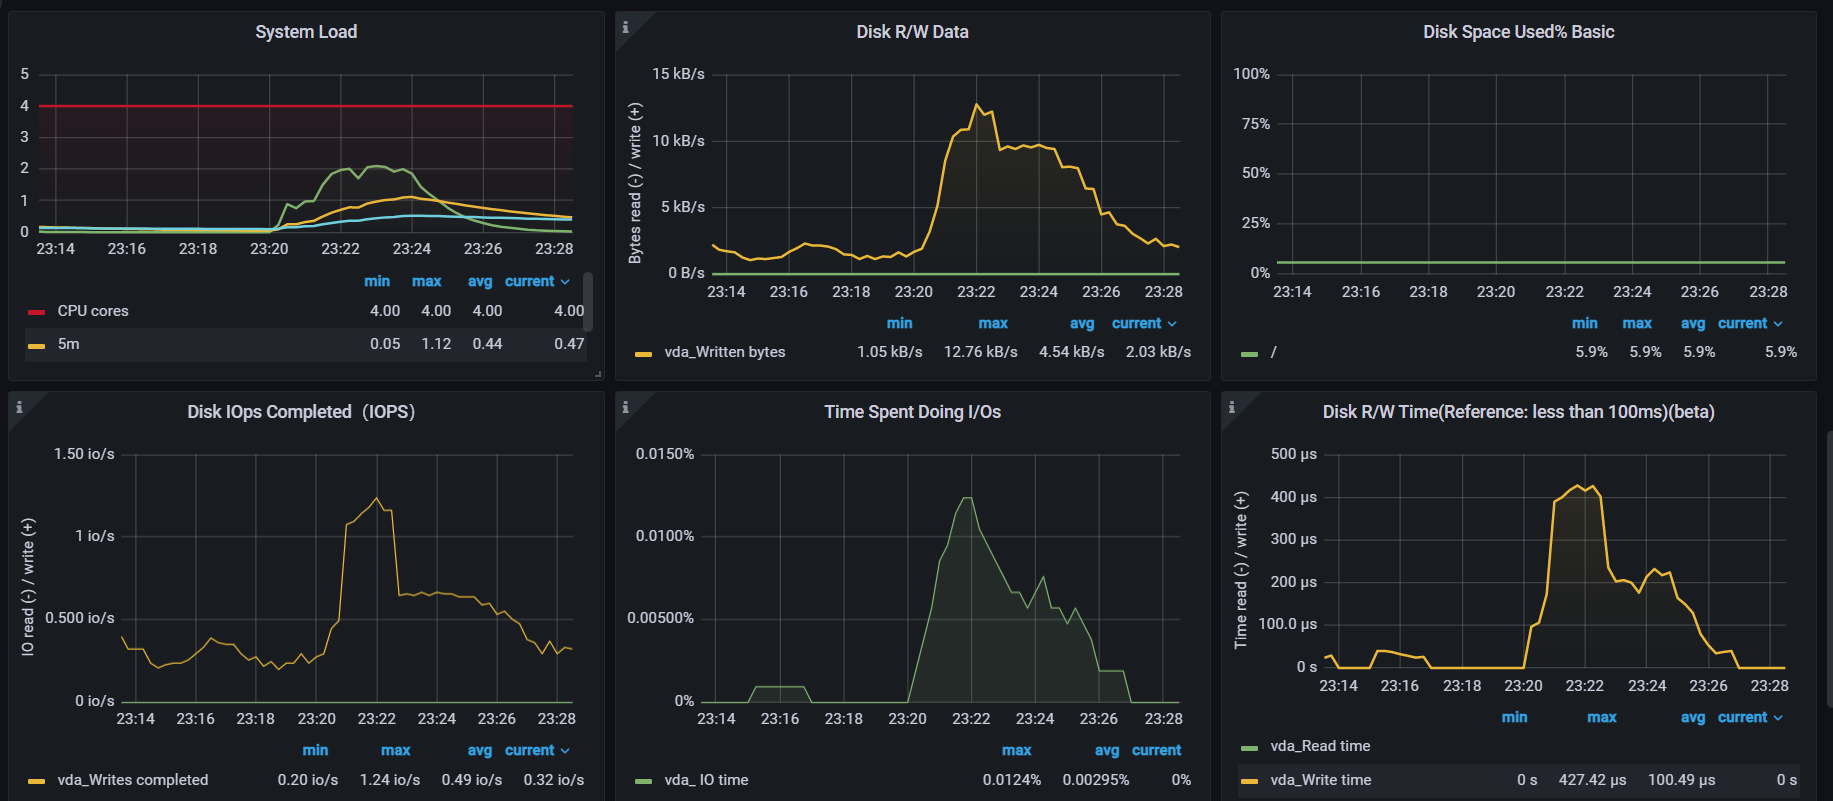 System Load
5
4
3
2
1
0
23:14 23:16 23:18 23:20 23:22 23:24 23:26 23:28
min max avg current
CPU cores 4.00 4.00 4.00 4.00
5m 0.05 1.12 0.44 0.47
Disk R/W Data
Bytes read (-) / write (+)
15 kB/s
10 kB/s
5 kB/s
0 B/s
23:14 23:16 23:18 23:20 23:22 23:24 23:26 23:28
min max avg current
vda_Written bytes 1.05 kB/s 12.76 kB/s 4.54 kB/s 2.03 kB/s
Disk Space Used% Basic
100%
75%
50%
25%
0%
23:14 23:16 23:18 23:20 23:22 23:24 23:26 23:28
min max avg current
/ 5.9% 5.9% 5.9% 5.9%
Disk IOps Completed（IOPS）
IO read (-) / write (+)
1.50 io/s
1 io/s
0.500 io/s
0 io/s
23:14 23:16 23:18 23:20 23:22 23:24 23:26 23:28
min max avg current
vda_Writes completed 0.20 io/s 1.24 io/s 0.49 io/s 0.32 io/s
Time Spent Doing I/Os
0.0150%
0.0100%
0.00500%
0%
23:14 23:16 23:18 23:20 23:22 23:24 23:26 23:28
max avg current
vda_ IO time 0.0124% 0.00295% 0%
Disk R/W Time(Reference: less than 100ms)(beta)
Time read (-) / write (+)
500 µs
400 µs
300 µs
200 µs
100.0 µs
0 s
23:14 23:16 23:18 23:20 23:22 23:24 23:26 23:28
min max avg current
vda_Read time
vda_Write time 0 s 427.42 µs 100.49 µs 0 s